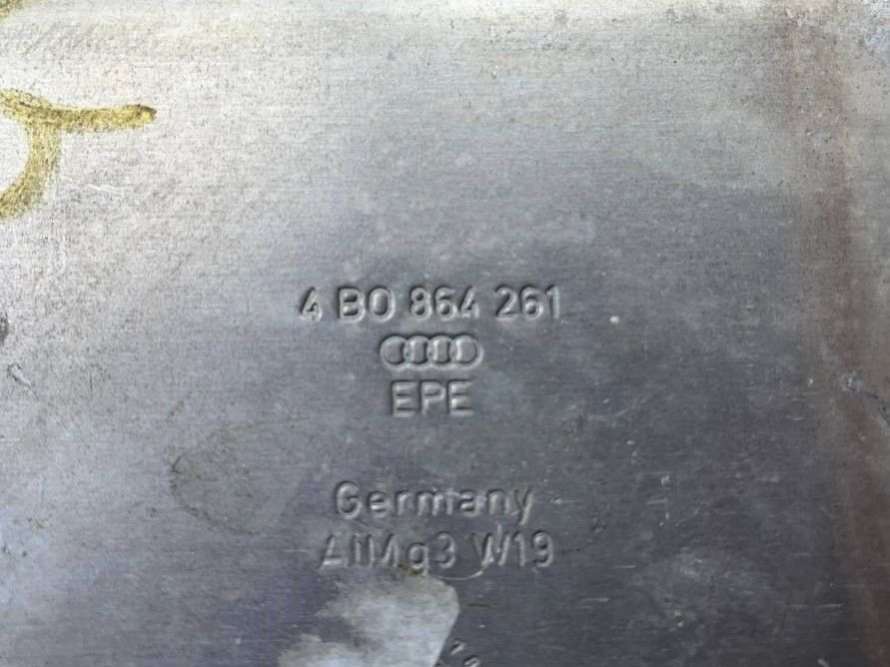 4 B0 864 261
EPE
Germany
AlMg3 W19